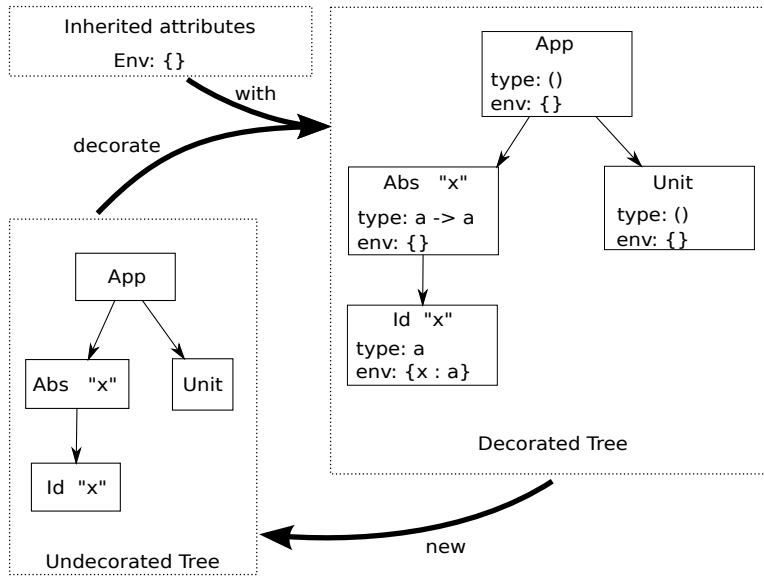 Inherited attributes
Env: {}
with
decorate
App
type: ()
env: {}
Abs "x"
type: a -> a
env: {}
Unit
type: ()
env: {}
Id "x"
type: a
env: {x : a}
Decorated Tree
App
Abs "x"
Unit
Id "x"
Undecorated Tree
new